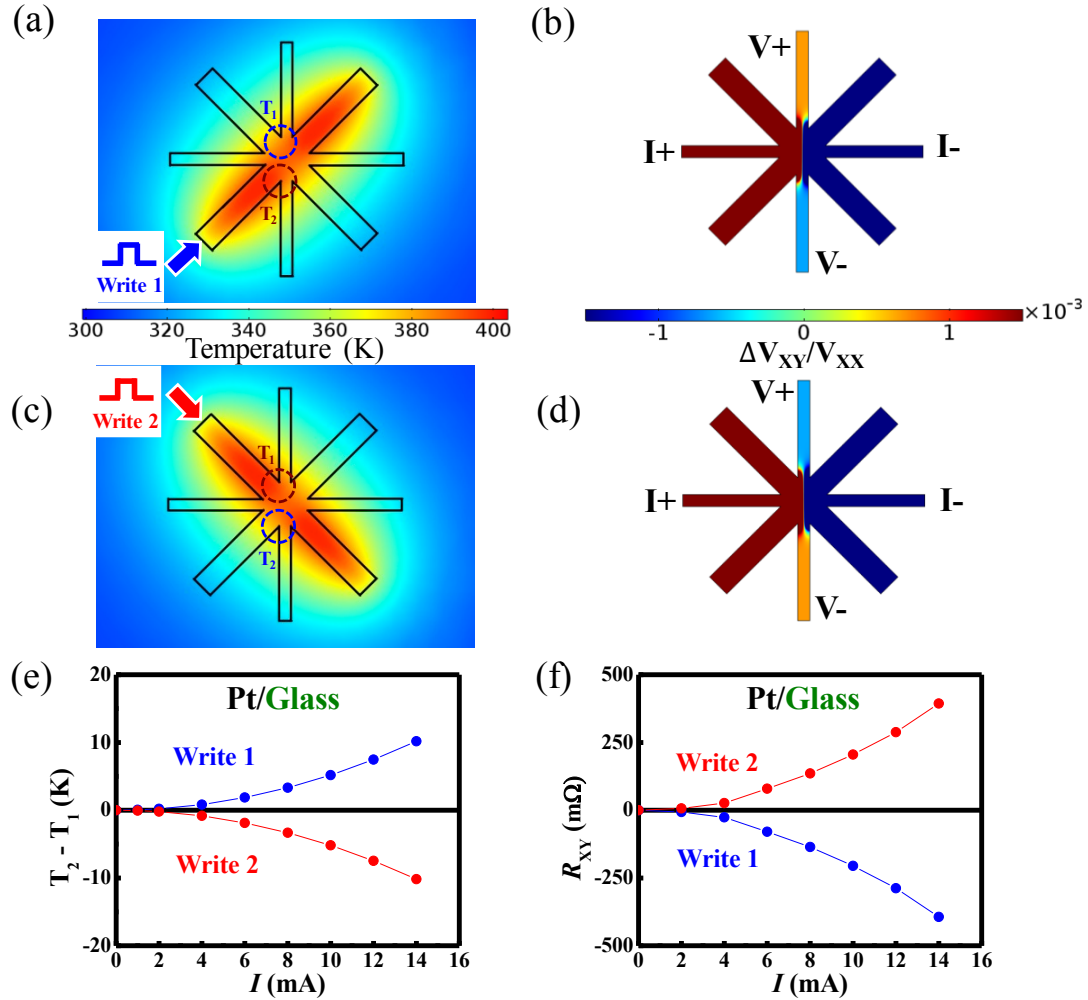 (a)
T1
T2
Write 1
300 320 340 360 380 400
Temperature (K)
(b)
V+
I+
I-
V-
-1 0 1 ×10⁻³
ΔVXY/VXX
(c)
Write 2
T1
T2
(d)
V+
I+
I-
V-
(e)
Pt/Glass
Write 1
Write 2
T2 - T1 (K)
20
10
0
-10
-20
0 2 4 6 8 10 12 14 16
I (mA)
(f)
Pt/Glass
Write 2
Write 1
RXY (mΩ)
500
250
0
-250
-500
0 2 4 6 8 10 12 14 16
I (mA)